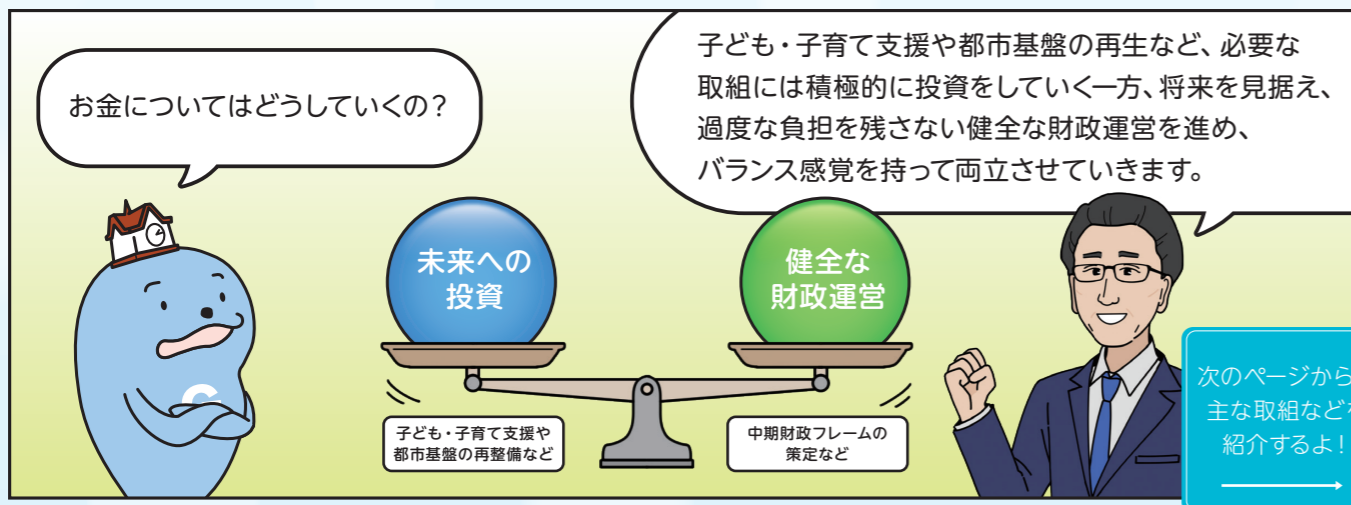 お金についてはどうしていくの？
子ども・子育て支援や都市基盤の再生など、必要な
取組には積極的に投資をしていく一方、将来を見据え、
過度な負担を残さない健全な財政運営を進め、
バランス感覚を持って両立させていきます。
未来への
投資
健全な
財政運営
子ども・子育て支援や
都市基盤の再整備など
中期財政フレームの
策定など
次のページから
主な取組などを
紹介するよ！